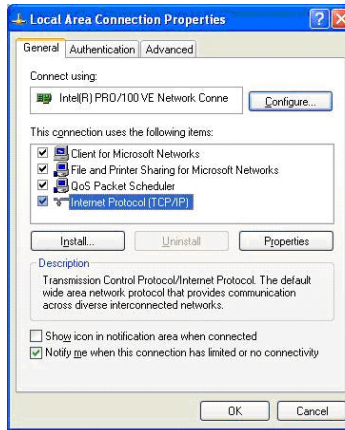 Local Area Connection Properties
General Authentication Advanced
Connect using:
Intel(R) PRO/100 VE Network Conne Configure...
This connection uses the following items:
Client for Microsoft Networks
File and Printer Sharing for Microsoft Networks
QoS Packet Scheduler
Internet Protocol (TCP/IP)
Install... Uninstall Properties
Description
Transmission Control Protocol/Internet Protocol. The default
wide area network protocol that provides communication
across diverse interconnected networks.
Show icon in notification area when connected
Notify me when this connection has limited or no connectivity
OK Cancel